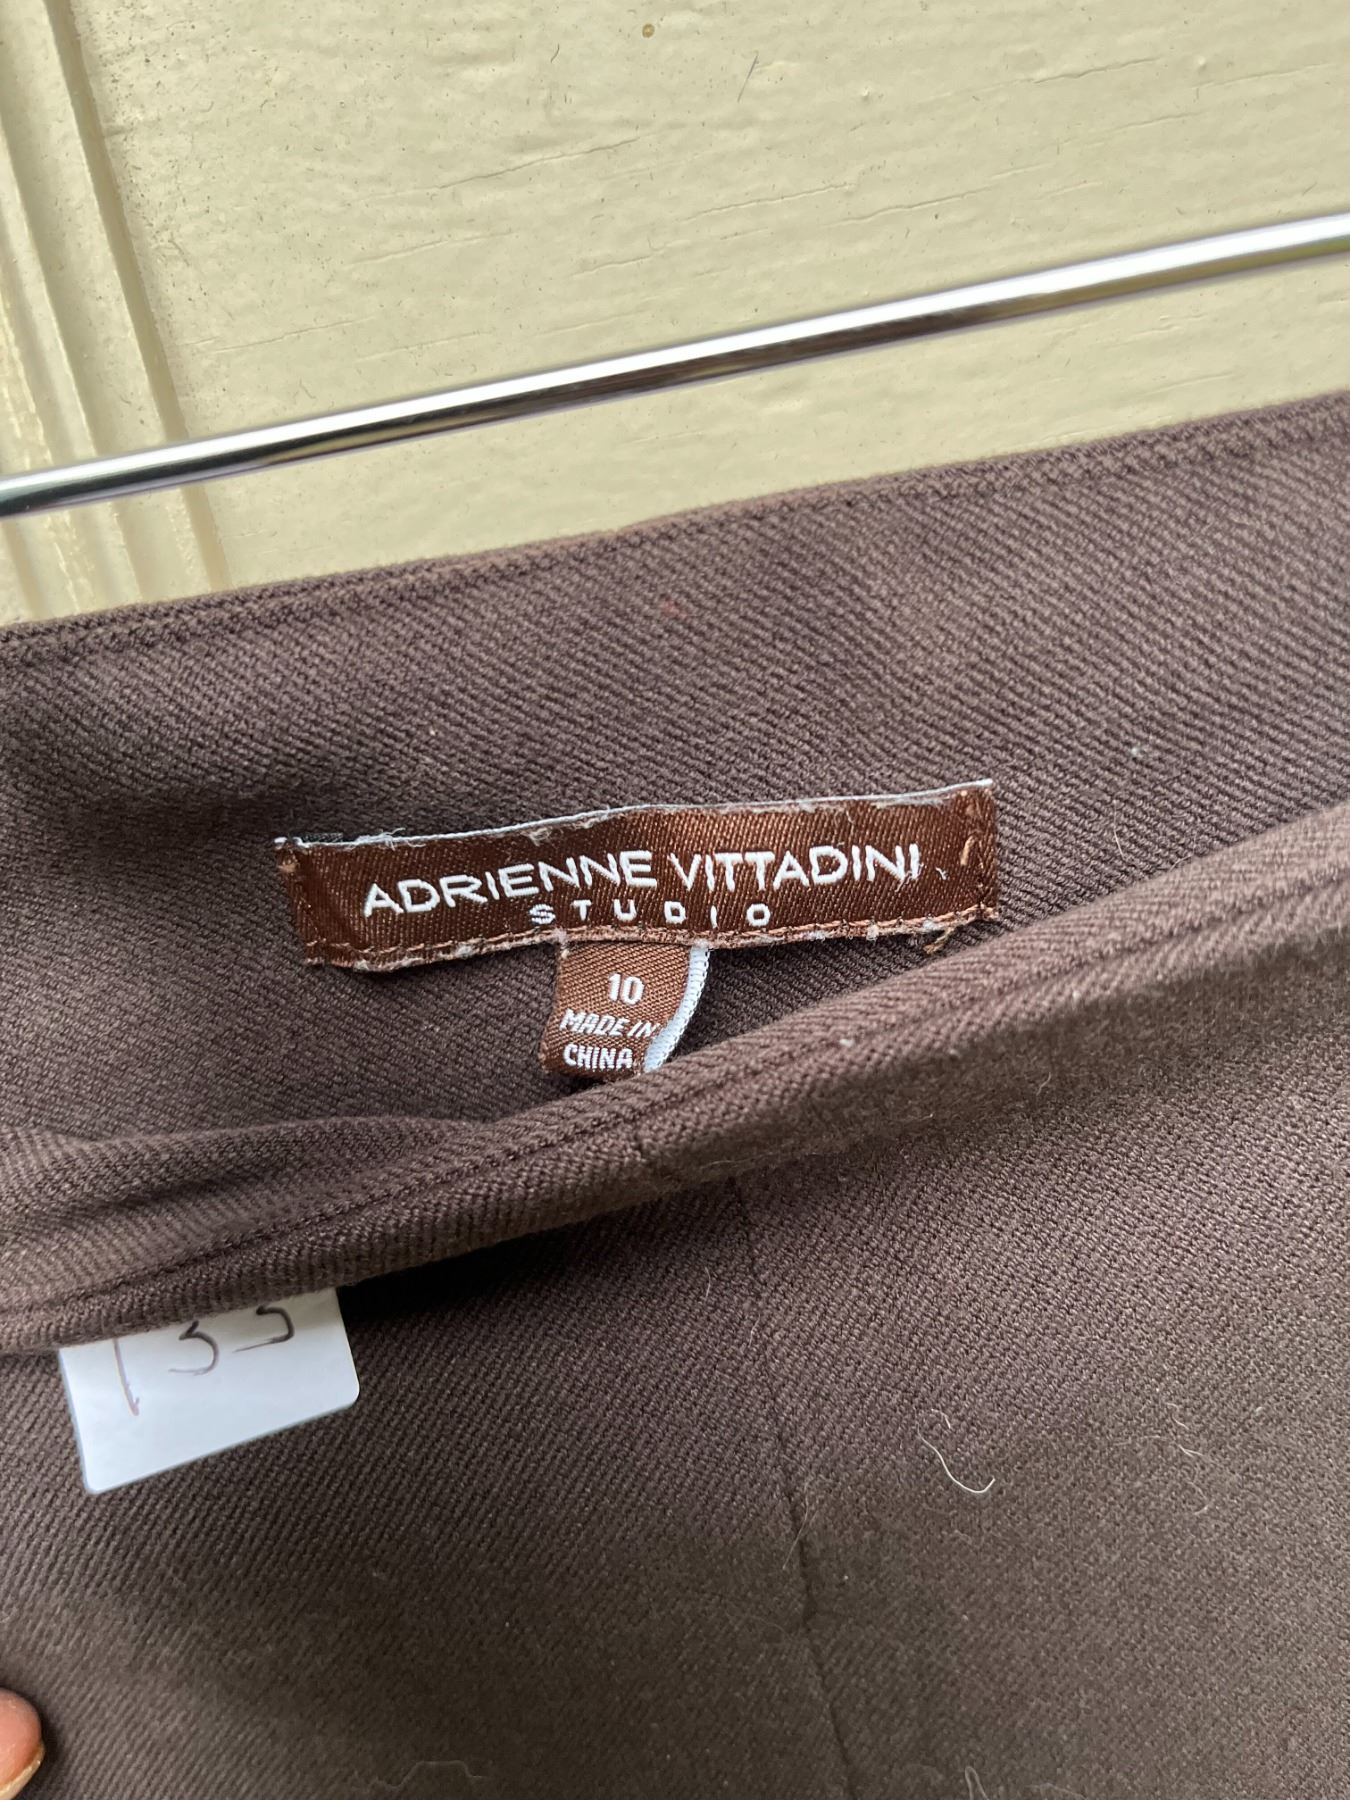 ADRIENNE VITTADINI
STUDIO
10
MADE IN
CHINA